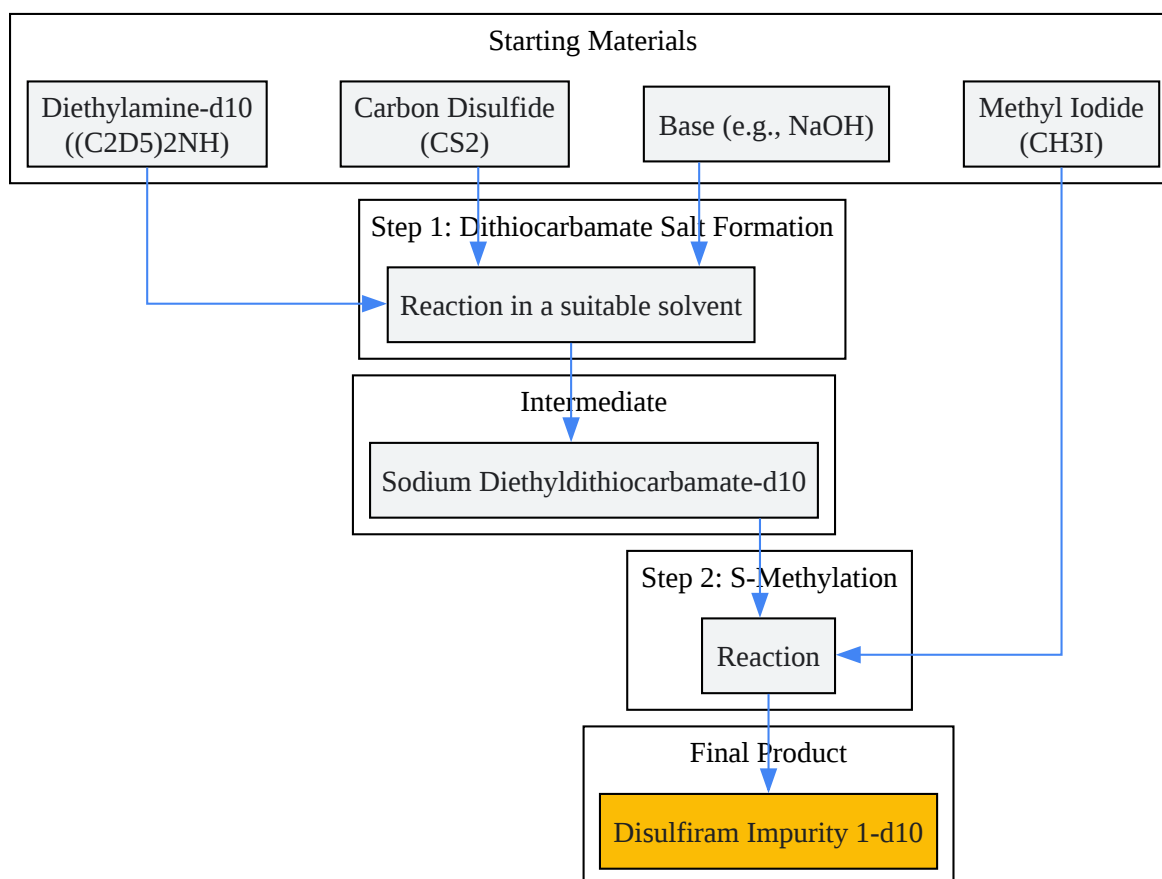 Starting Materials
Diethylamine-d10
((C2D5)2NH)
Carbon Disulfide
(CS2)
Base (e.g., NaOH)
Methyl Iodide
(CH3I)
Step 1: Dithiocarbamate Salt Formation
Reaction in a suitable solvent
Intermediate
Sodium Diethyldithiocarbamate-d10
Step 2: S-Methylation
Reaction
Final Product
Disulfiram Impurity 1-d10